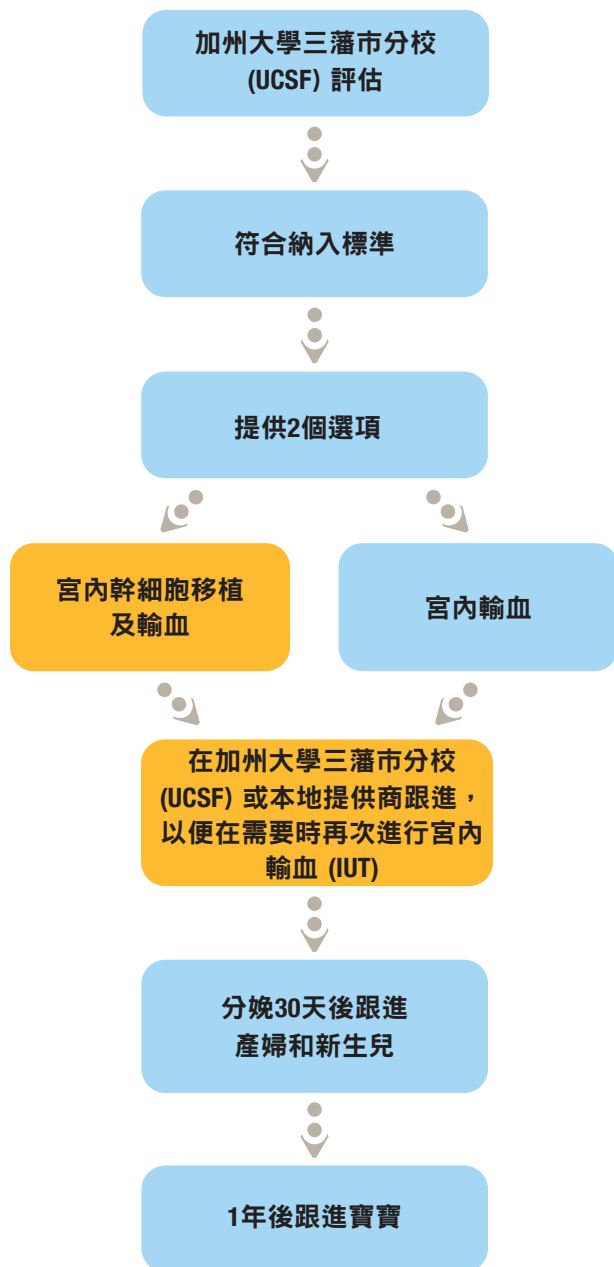 加州大學三藩市分校
(UCSF) 評估
符合納入標準
提供2個選項
宮內幹細胞移植
及輸血
宮內輸血
在加州大學三藩市分校
(UCSF) 或本地提供商跟進，
以便在需要時再次進行宮內
輸血 (IUT)
分娩30天後跟進
產婦和新生兒
1年後跟進寶寶